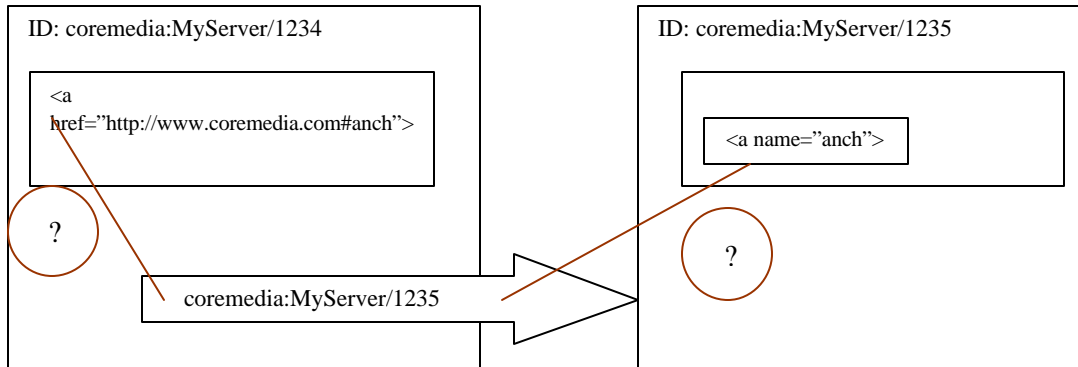 ID: coremedia:MyServer/1234
<a
href=”http://www.coremedia.com#anch”>
?
coremedia:MyServer/1235
ID: coremedia:MyServer/1235
<a name=”anch”>
?